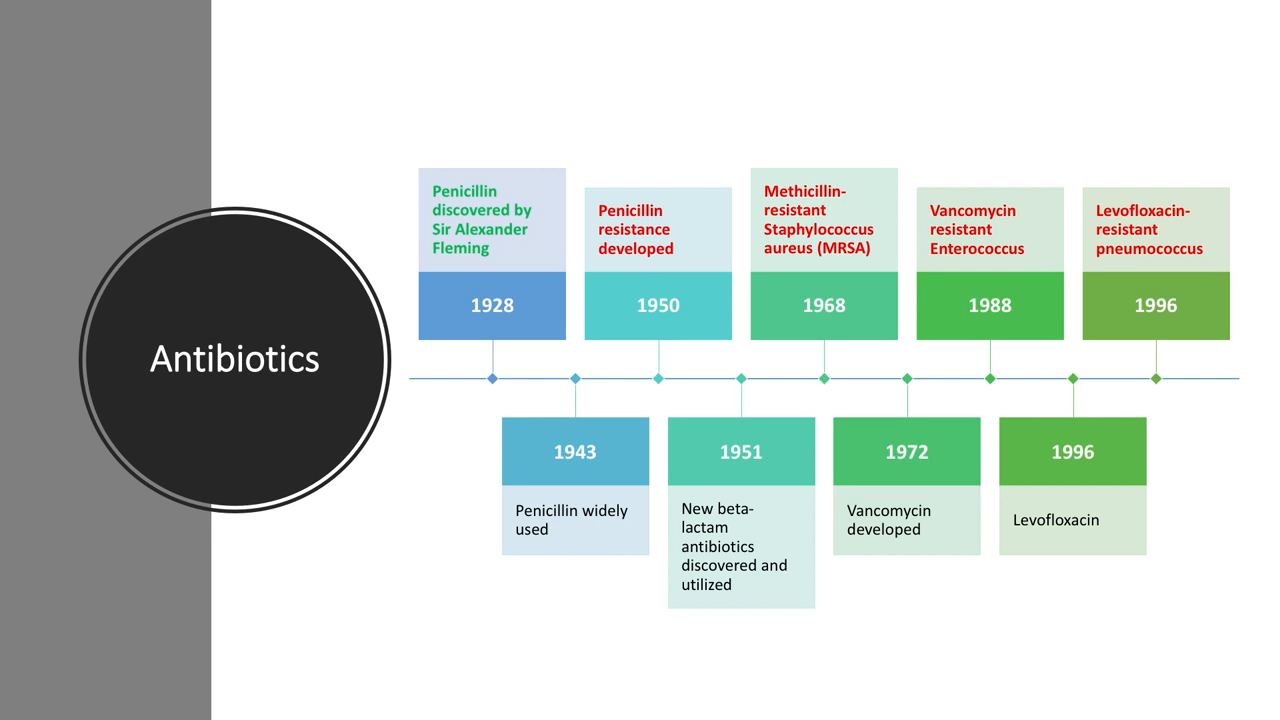 Antibiotics
Penicillin
discovered by
Sir Alexander
Fleming
1928
1943
Penicillin widely
used
Penicillin
resistance
developed
1950
1951
New beta-
lactam
antibiotics
discovered and
utilized
Methicillin-
resistant
Staphylococcus
aureus (MRSA)
1968
1972
Vancomycin
developed
Vancomycin
resistant
Enterococcus
1988
1996
Levofloxacin
Levofloxacin-
resistant
pneumococcus
1996